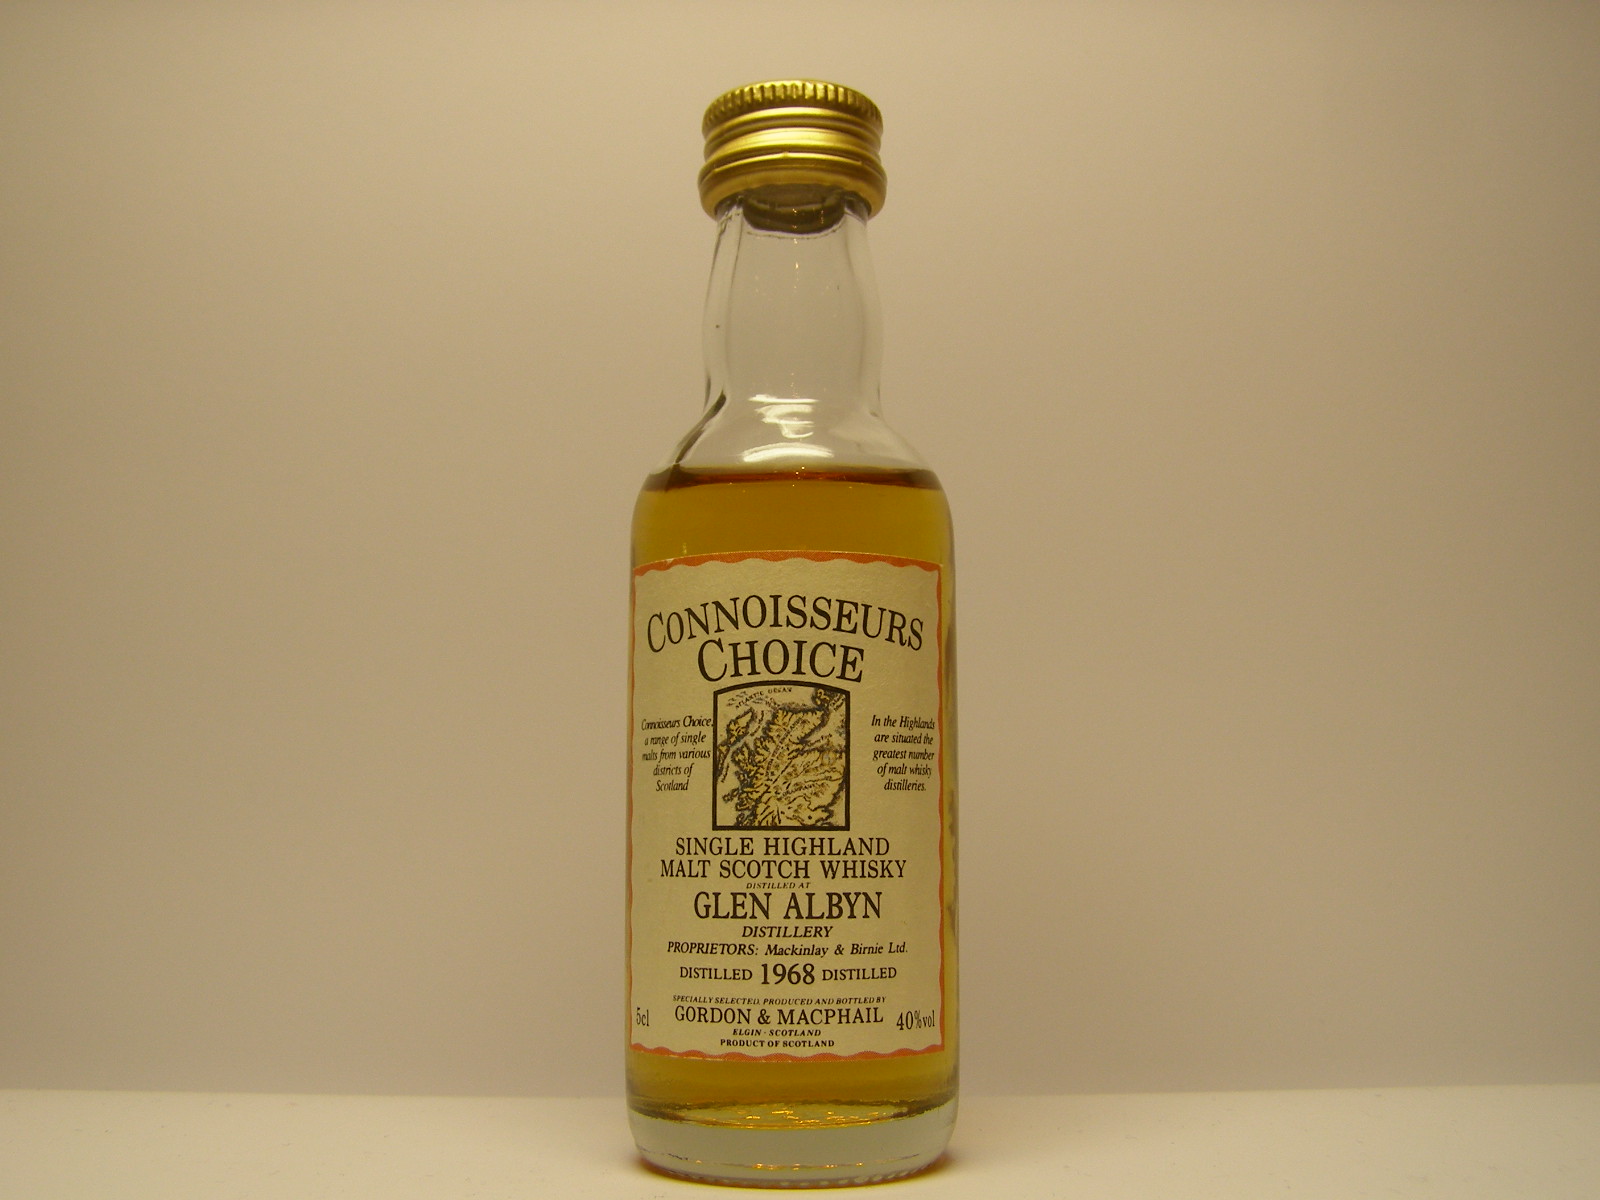 CONNOISSEURS
CHOICE
ATLANTIC OCEAN
Connoisseurs Choice,
a range of single
malts from various
districts of
Scotland
In the Highlands
are situated the
greatest number
of malt whisky
distilleries.
SINGLE HIGHLAND
MALT SCOTCH WHISKY
DISTILLED AT
GLEN ALBYN
DISTILLERY
PROPRIETORS: Mackinlay & Birnie Ltd.
DISTILLED 1968 DISTILLED
SPECIALLY SELECTED, PRODUCED AND BOTTLED BY
5cl GORDON & MACPHAIL 40%vol
ELGIN - SCOTLAND
PRODUCT OF SCOTLAND